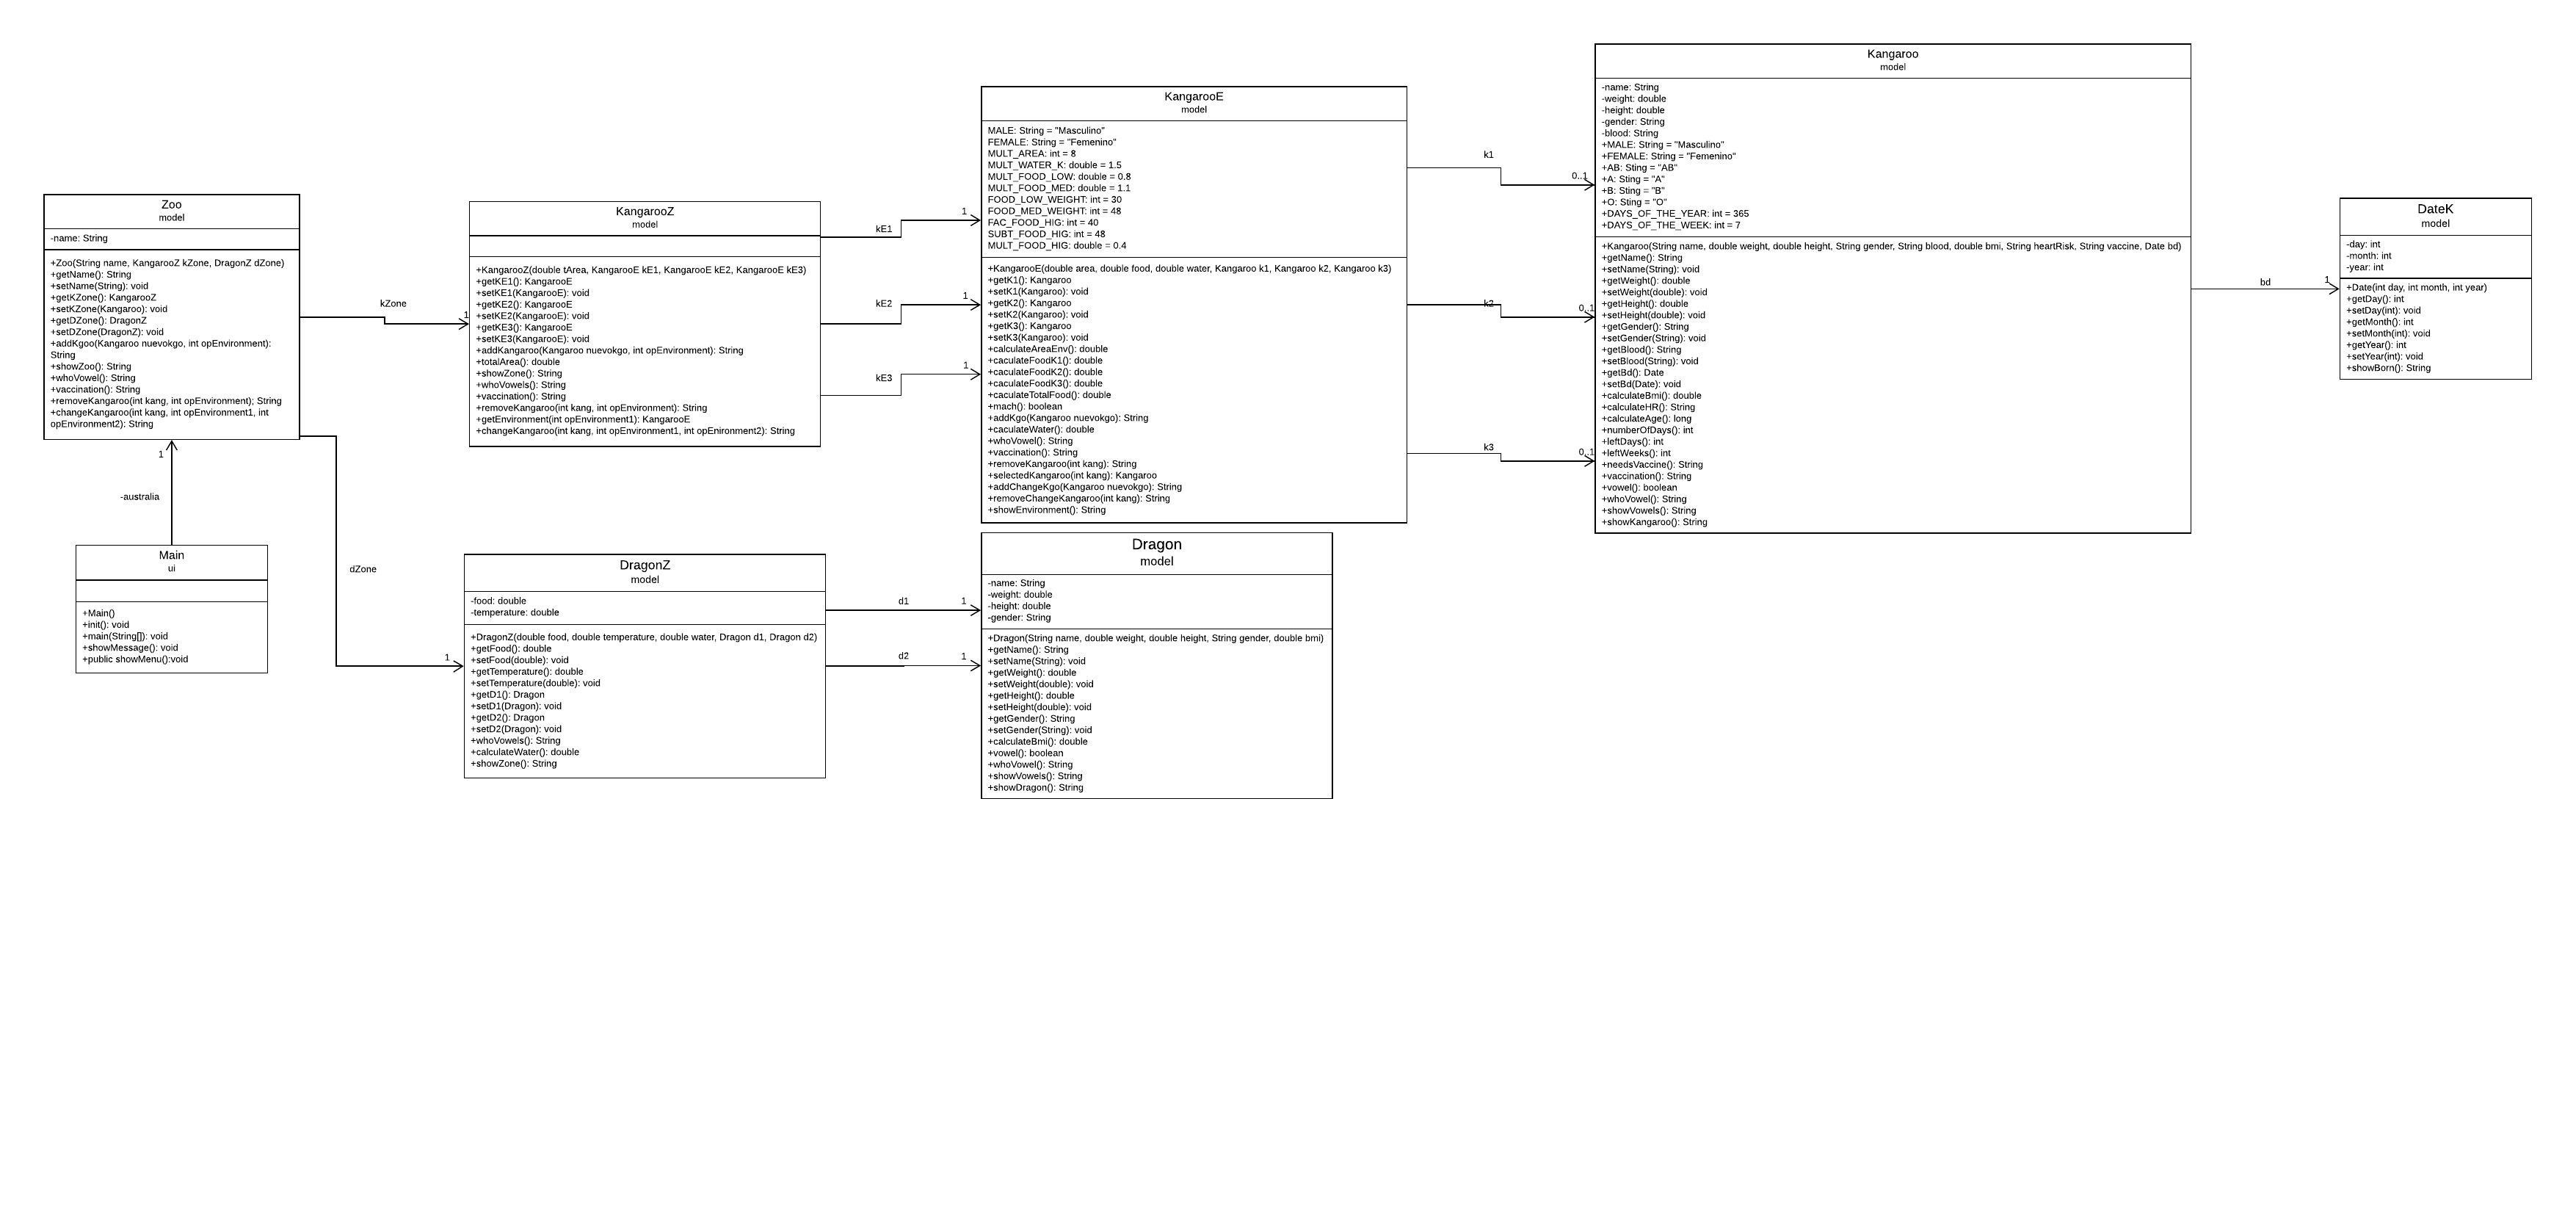 Zoo
model
-name: String
+Zoo(String name, KangarooZ kZone, DragonZ dZone)
+getName(): String
+setName(String): void
+getKZone(): KangarooZ
+setKZone(Kangaroo): void
+getDZone(): DragonZ
+setDZone(DragonZ): void
+addKgoo(Kangaroo nuevokgo, int opEnvironment):
String
+showZoo(): String
+whoVowel(): String
+vaccination(): String
+removeKangaroo(int kang, int opEnvironment); String
+changeKangaroo(int kang, int opEnvironment1, int
opEnvironment2): String
1
-australia
Main
ui
+Main()
+init(): void
+main(String[]): void
+showMessage(): void
+public showMenu():void
kZone
1
dZone
1
KangarooZ
model
+KangarooZ(double tArea, KangarooE kE1, KangarooE kE2, KangarooE kE3)
+getKE1(): KangarooE
+setKE1(KangarooE): void
+getKE2(): KangarooE
+setKE2(KangarooE): void
+getKE3(): KangarooE
+setKE3(KangarooE): void
+addKangaroo(Kangaroo nuevokgo, int opEnvironment): String
+totalArea(): double
+showZone(): String
+whoVowels(): String
+vaccination(): String
+removeKangaroo(int kang, int opEnvironment): String
+getEnvironment(int opEnvironment1): KangarooE
+changeKangaroo(int kang, int opEnvironment1, int opEnironment2): String
kE1
1
kE2
1
kE3
1
DragonZ
model
-food: double
-temperature: double
+DragonZ(double food, double temperature, double water, Dragon d1, Dragon d2)
+getFood(): double
+setFood(double): void
+getTemperature(): double
+setTemperature(double): void
+getD1(): Dragon
+setD1(Dragon): void
+getD2(): Dragon
+setD2(Dragon): void
+whoVowels(): String
+calculateWater(): double
+showZone(): String
d1
1
d2
1
KangarooE
model
MALE: String = "Masculino"
FEMALE: String = "Femenino"
MULT_AREA: int = 8
MULT_WATER_K: double = 1.5
MULT_FOOD_LOW: double = 0.8
MULT_FOOD_MED: double = 1.1
FOOD_LOW_WEIGHT: int = 30
FOOD_MED_WEIGHT: int = 48
FAC_FOOD_HIG: int = 40
SUBT_FOOD_HIG: int = 48
MULT_FOOD_HIG: double = 0.4
+KangarooE(double area, double food, double water, Kangaroo k1, Kangaroo k2, Kangaroo k3)
+getK1(): Kangaroo
+setK1(Kangaroo): void
+getK2(): Kangaroo
+setK2(Kangaroo): void
+getK3(): Kangaroo
+setK3(Kangaroo): void
+calculateAreaEnv(): double
+caculateFoodK1(): double
+caculateFoodK2(): double
+caculateFoodK3(): double
+caculateTotalFood(): double
+mach(): boolean
+addKgo(Kangaroo nuevokgo): String
+caculateWater(): double
+whoVowel(): String
+vaccination(): String
+removeKangaroo(int kang): String
+selectedKangaroo(int kang): Kangaroo
+addChangeKgo(Kangaroo nuevokgo): String
+removeChangeKangaroo(int kang): String
+showEnvironment(): String
Dragon
model
-name: String
-weight: double
-height: double
-gender: String
+Dragon(String name, double weight, double height, String gender, double bmi)
+getName(): String
+setName(String): void
+getWeight(): double
+setWeight(double): void
+getHeight(): double
+setHeight(double): void
+getGender(): String
+setGender(String): void
+calculateBmi(): double
+vowel(): boolean
+whoVowel(): String
+showVowels(): String
+showDragon(): String
k1
0..1
k2
0..1
k3
0..1
Kangaroo
model
-name: String
-weight: double
-height: double
-gender: String
-blood: String
+MALE: String = "Masculino"
+FEMALE: String = "Femenino"
+AB: Sting = "AB"
+A: Sting = "A"
+B: Sting = "B"
+O: Sting = "O"
+DAYS_OF_THE_YEAR: int = 365
+DAYS_OF_THE_WEEK: int = 7
+Kangaroo(String name, double weight, double height, String gender, String blood, double bmi, String heartRisk, String vaccine, Date bd)
+getName(): String
+setName(String): void
+getWeight(): double
+setWeight(double): void
+getHeight(): double
+setHeight(double): void
+getGender(): String
+setGender(String): void
+getBlood(): String
+setBlood(String): void
+getBd(): Date
+setBd(Date): void
+calculateBmi(): double
+calculateHR(): String
+calculateAge(): long
+numberOfDays(): int
+leftDays(): int
+leftWeeks(): int
+needsVaccine(): String
+vaccination(): String
+vowel(): boolean
+whoVowel(): String
+showVowels(): String
+showKangaroo(): String
bd
1
DateK
model
-day: int
-month: int
-year: int
+Date(int day, int month, int year)
+getDay(): int
+setDay(int): void
+getMonth(): int
+setMonth(int): void
+getYear(): int
+setYear(int): void
+showBorn(): String